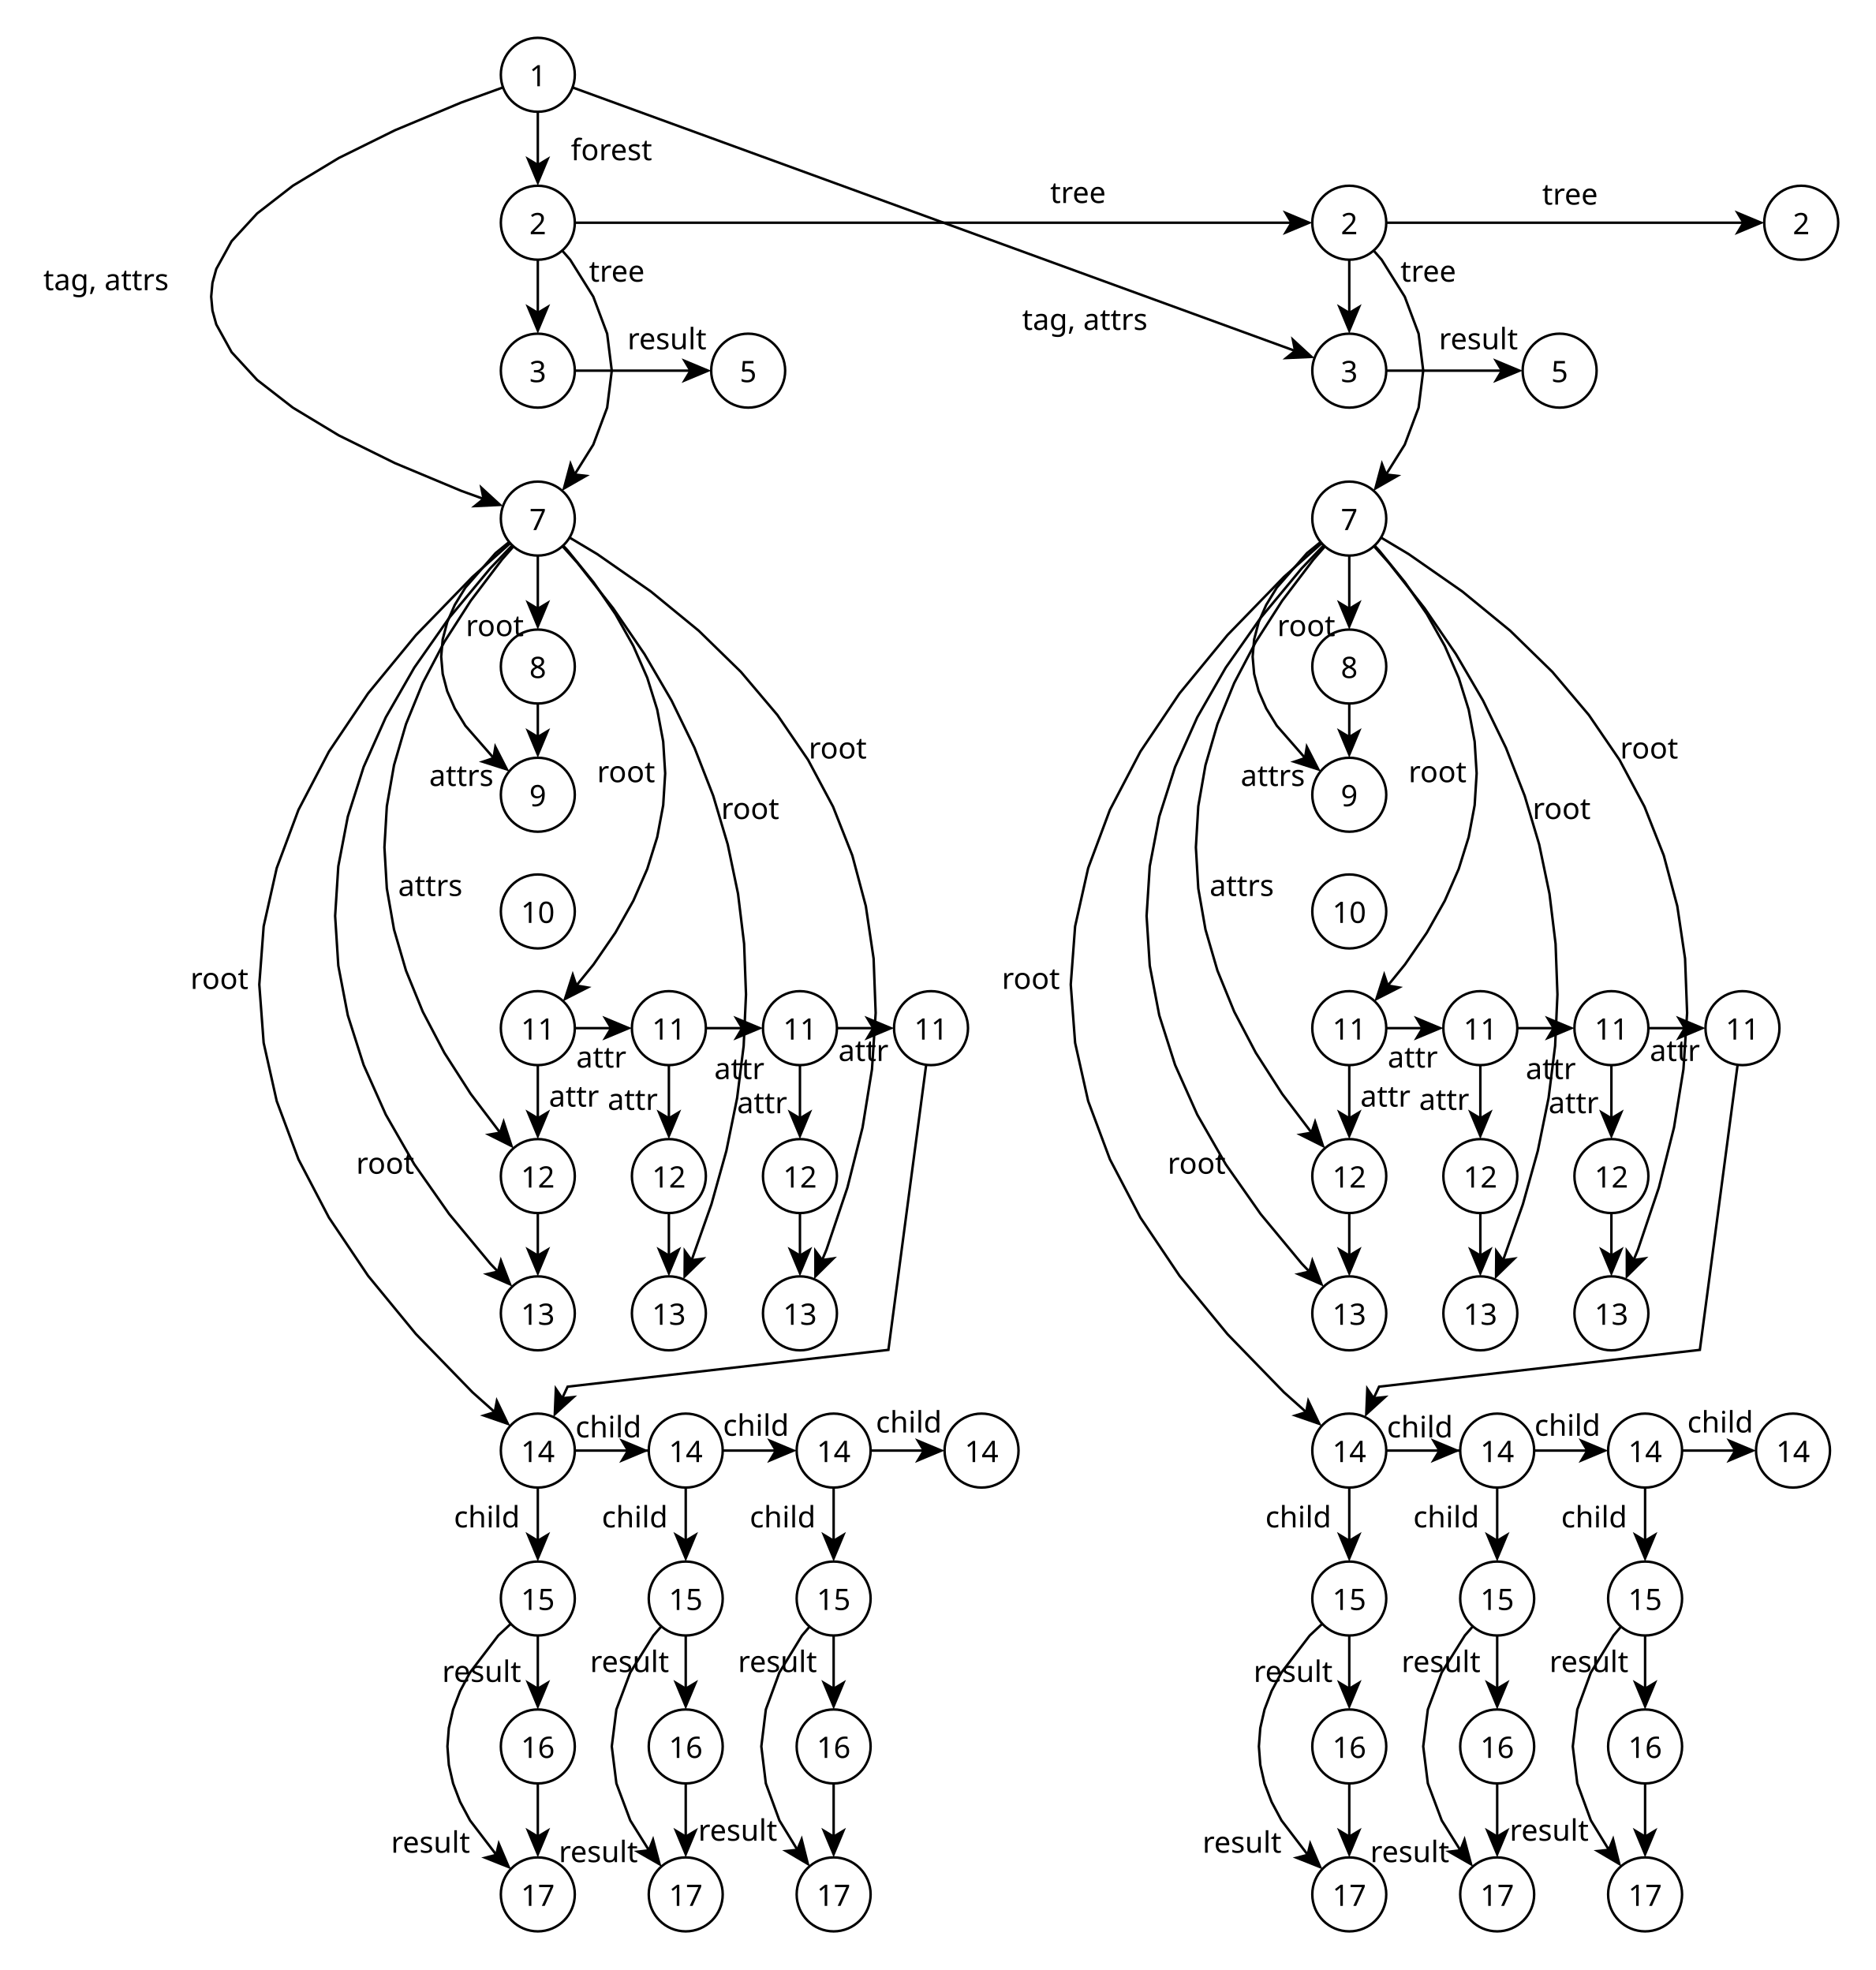 1
forest
tree
tree
2
2
2
tree
tree
tag, attrs
tag, attrs
result
result
3
5
3
5
7
7
root
root
8
8
root
root
root
root
attrs
attrs
9
9
root
root
attrs
attrs
10
10
root
root
11
11
11
11
11
11
11
11
attr
attr
attr
attr
attr
attr
attr
attr
attr
attr
attr
attr
root
root
12
12
12
12
12
12
13
13
13
13
13
13
child
child
child
child
child
child
14
14
14
14
14
14
14
14
child
child
child
child
child
child
15
15
15
15
15
15
result
result
result
result
result
result
16
16
16
16
16
16
result
result
result
result
result
result
17
17
17
17
17
17